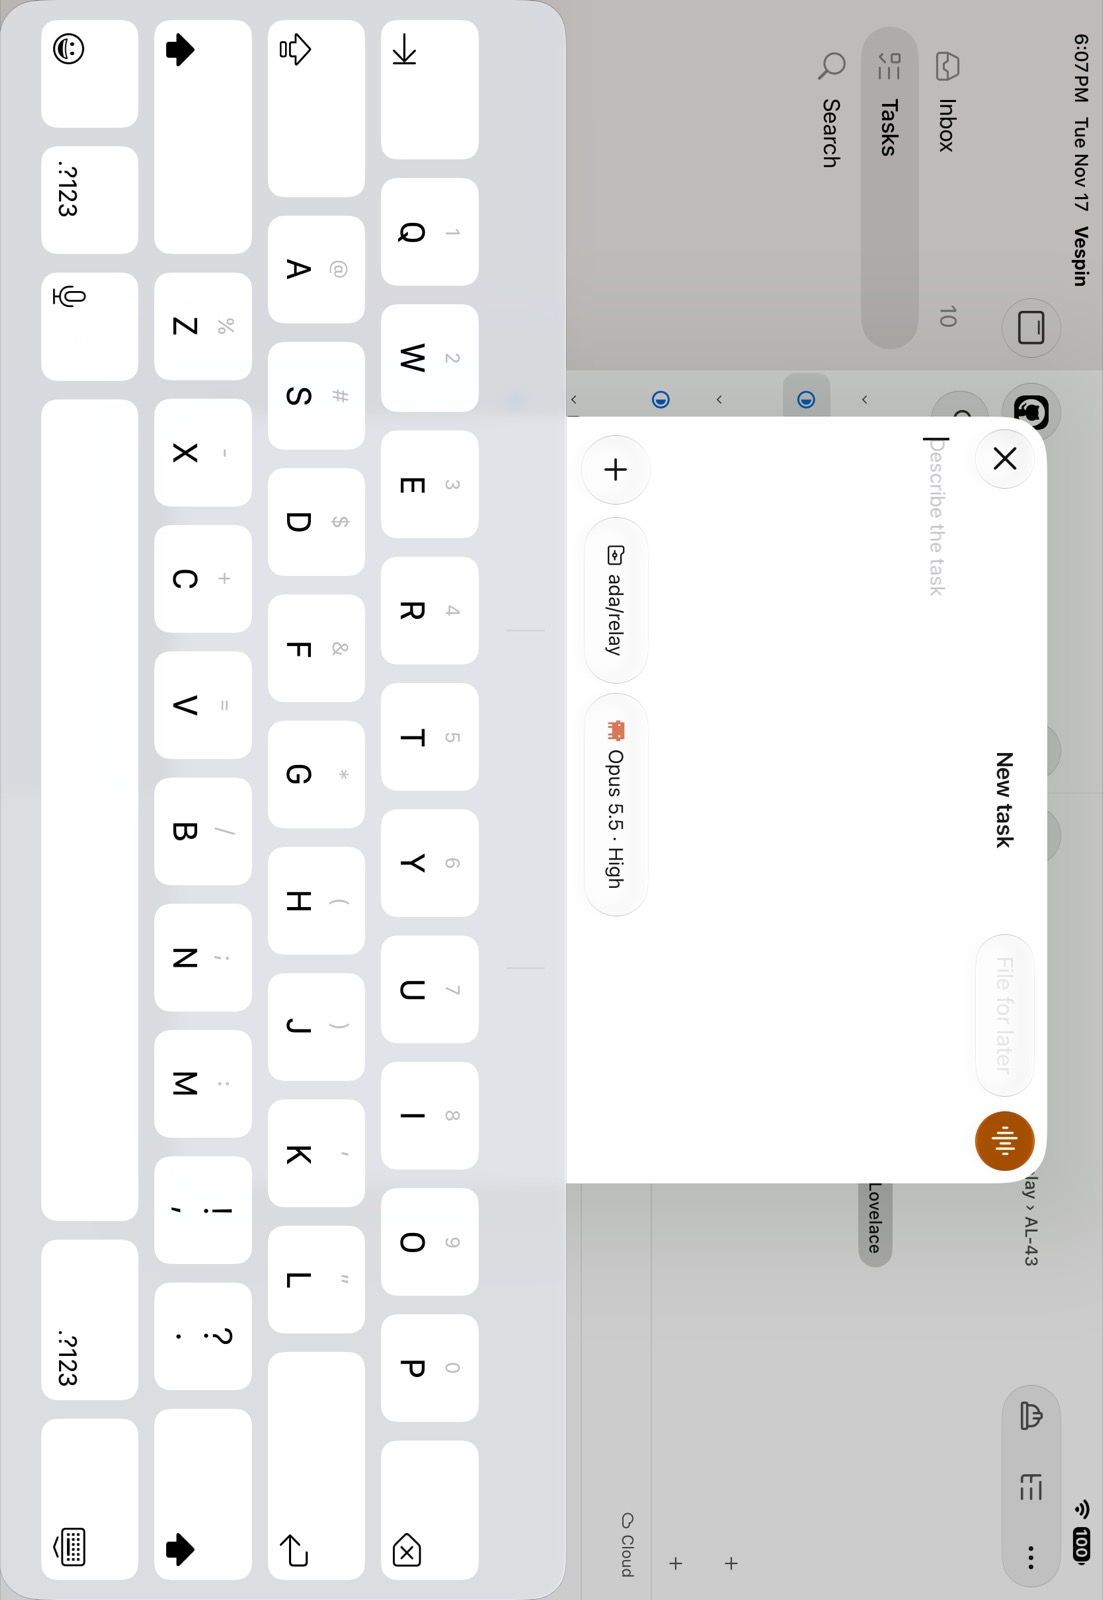 6:07 PM Tue Nov 17 Vespin
100
Inbox 10
Tasks
Search
New task
File for later
lay › AL-43
Describe the task
Lovelace
ada/relay
Opus 5.5 · High
Cloud
1 2 3 4 5 6 7 8 9 0
Q W E R T Y U I O P
@ # $ & * ( ) ' "
A S D F G H J K L
% - + = / ; : ! ?
Z X C V B N M , .
.?123 .?123